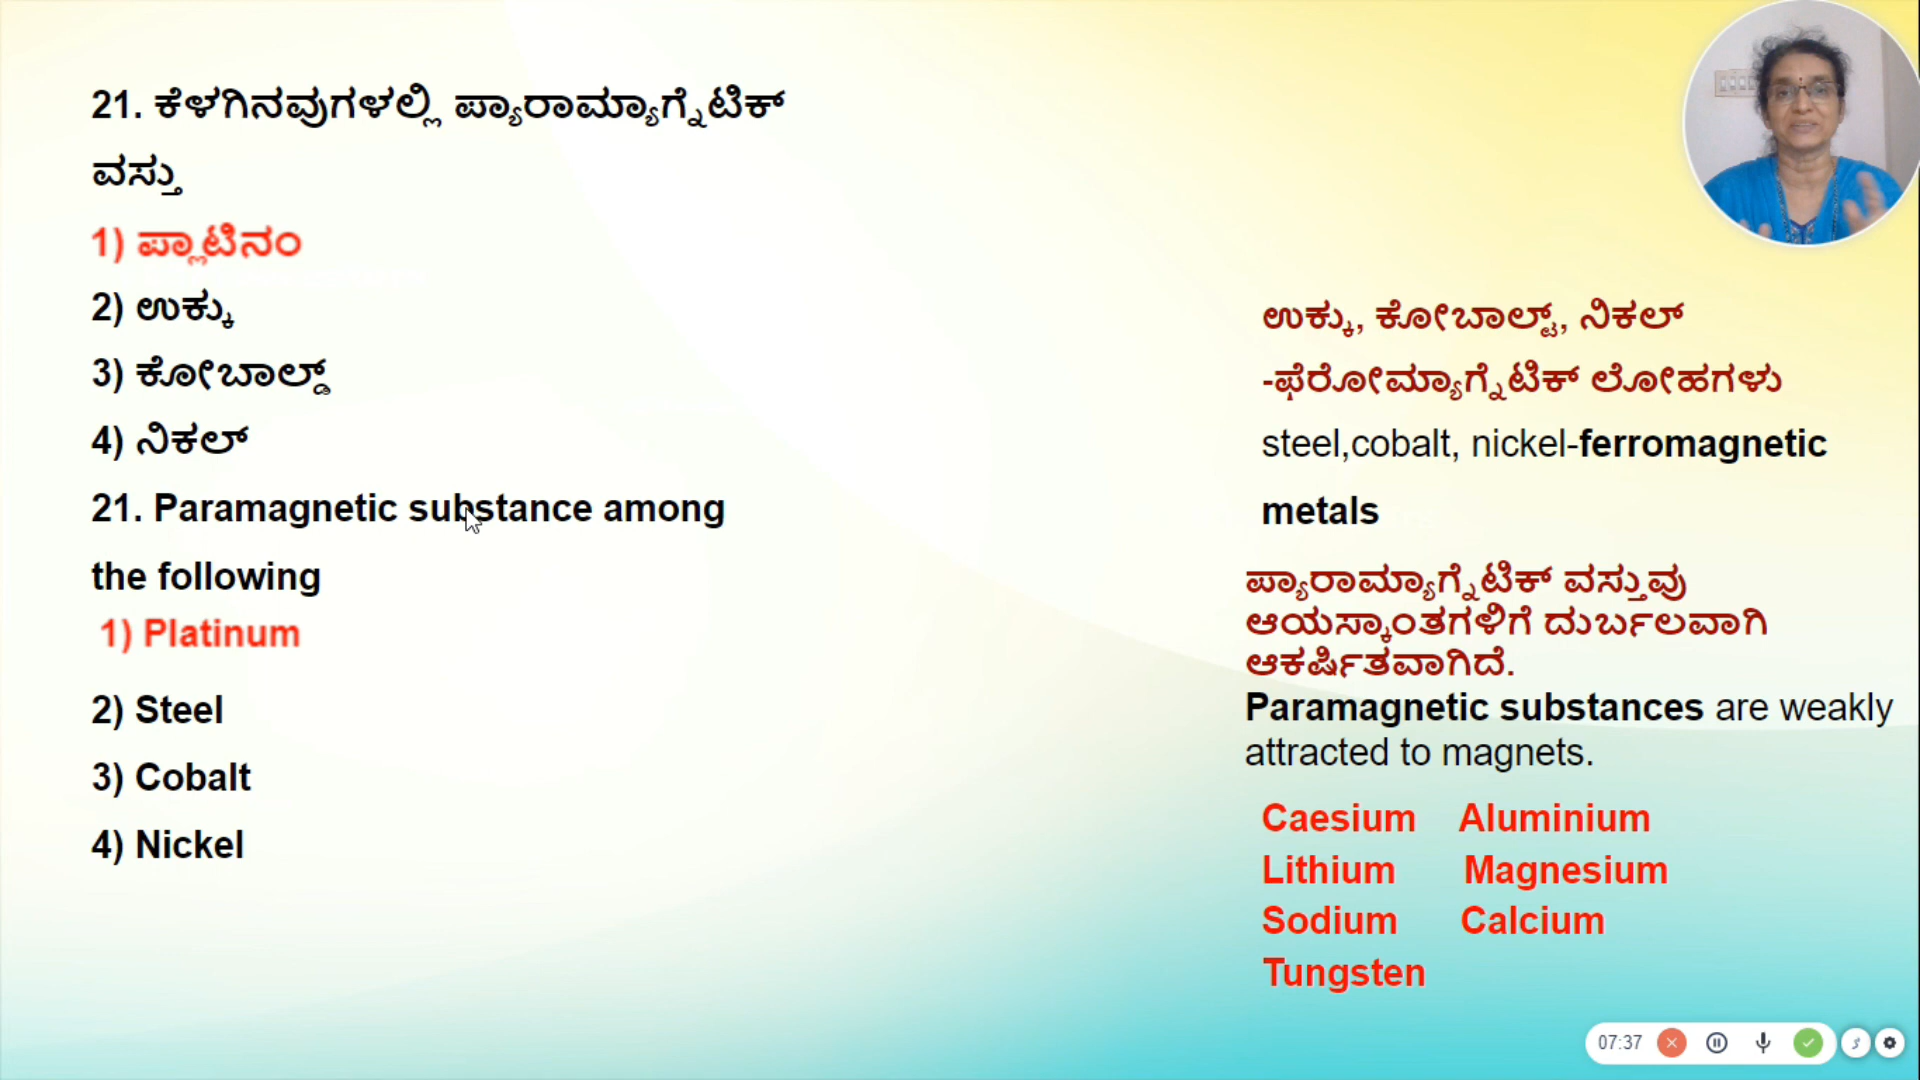 21. ಕೆಳಗಿನವುಗಳಲ್ಲಿ ಪ್ಯಾರಾಮ್ಯಾಗ್ನೆಟಿಕ್
ವಸ್ತು
1) ಪ್ಲಾಟಿನಂ
2) ಉಕ್ಕು
3) ಕೋಬಾಲ್ಡ್
4) ನಿಕಲ್
21. Paramagnetic substance among
the following
1) Platinum
2) Steel
3) Cobalt
4) Nickel
ಉಕ್ಕು, ಕೋಬಾಲ್ಟ್, ನಿಕಲ್
-ಫೆರೋಮ್ಯಾಗ್ನೆಟಿಕ್ ಲೋಹಗಳು
steel,cobalt, nickel-ferromagnetic
metals
ಪ್ಯಾರಾಮ್ಯಾಗ್ನೆಟಿಕ್ ವಸ್ತುವು
ಆಯಸ್ಕಾಂತಗಳಿಗೆ ದುರ್ಬಲವಾಗಿ
ಆಕರ್ಷಿತವಾಗಿದೆ.
Paramagnetic substances are weakly
attracted to magnets.
Caesium Aluminium
Lithium Magnesium
Sodium Calcium
Tungsten
07:37